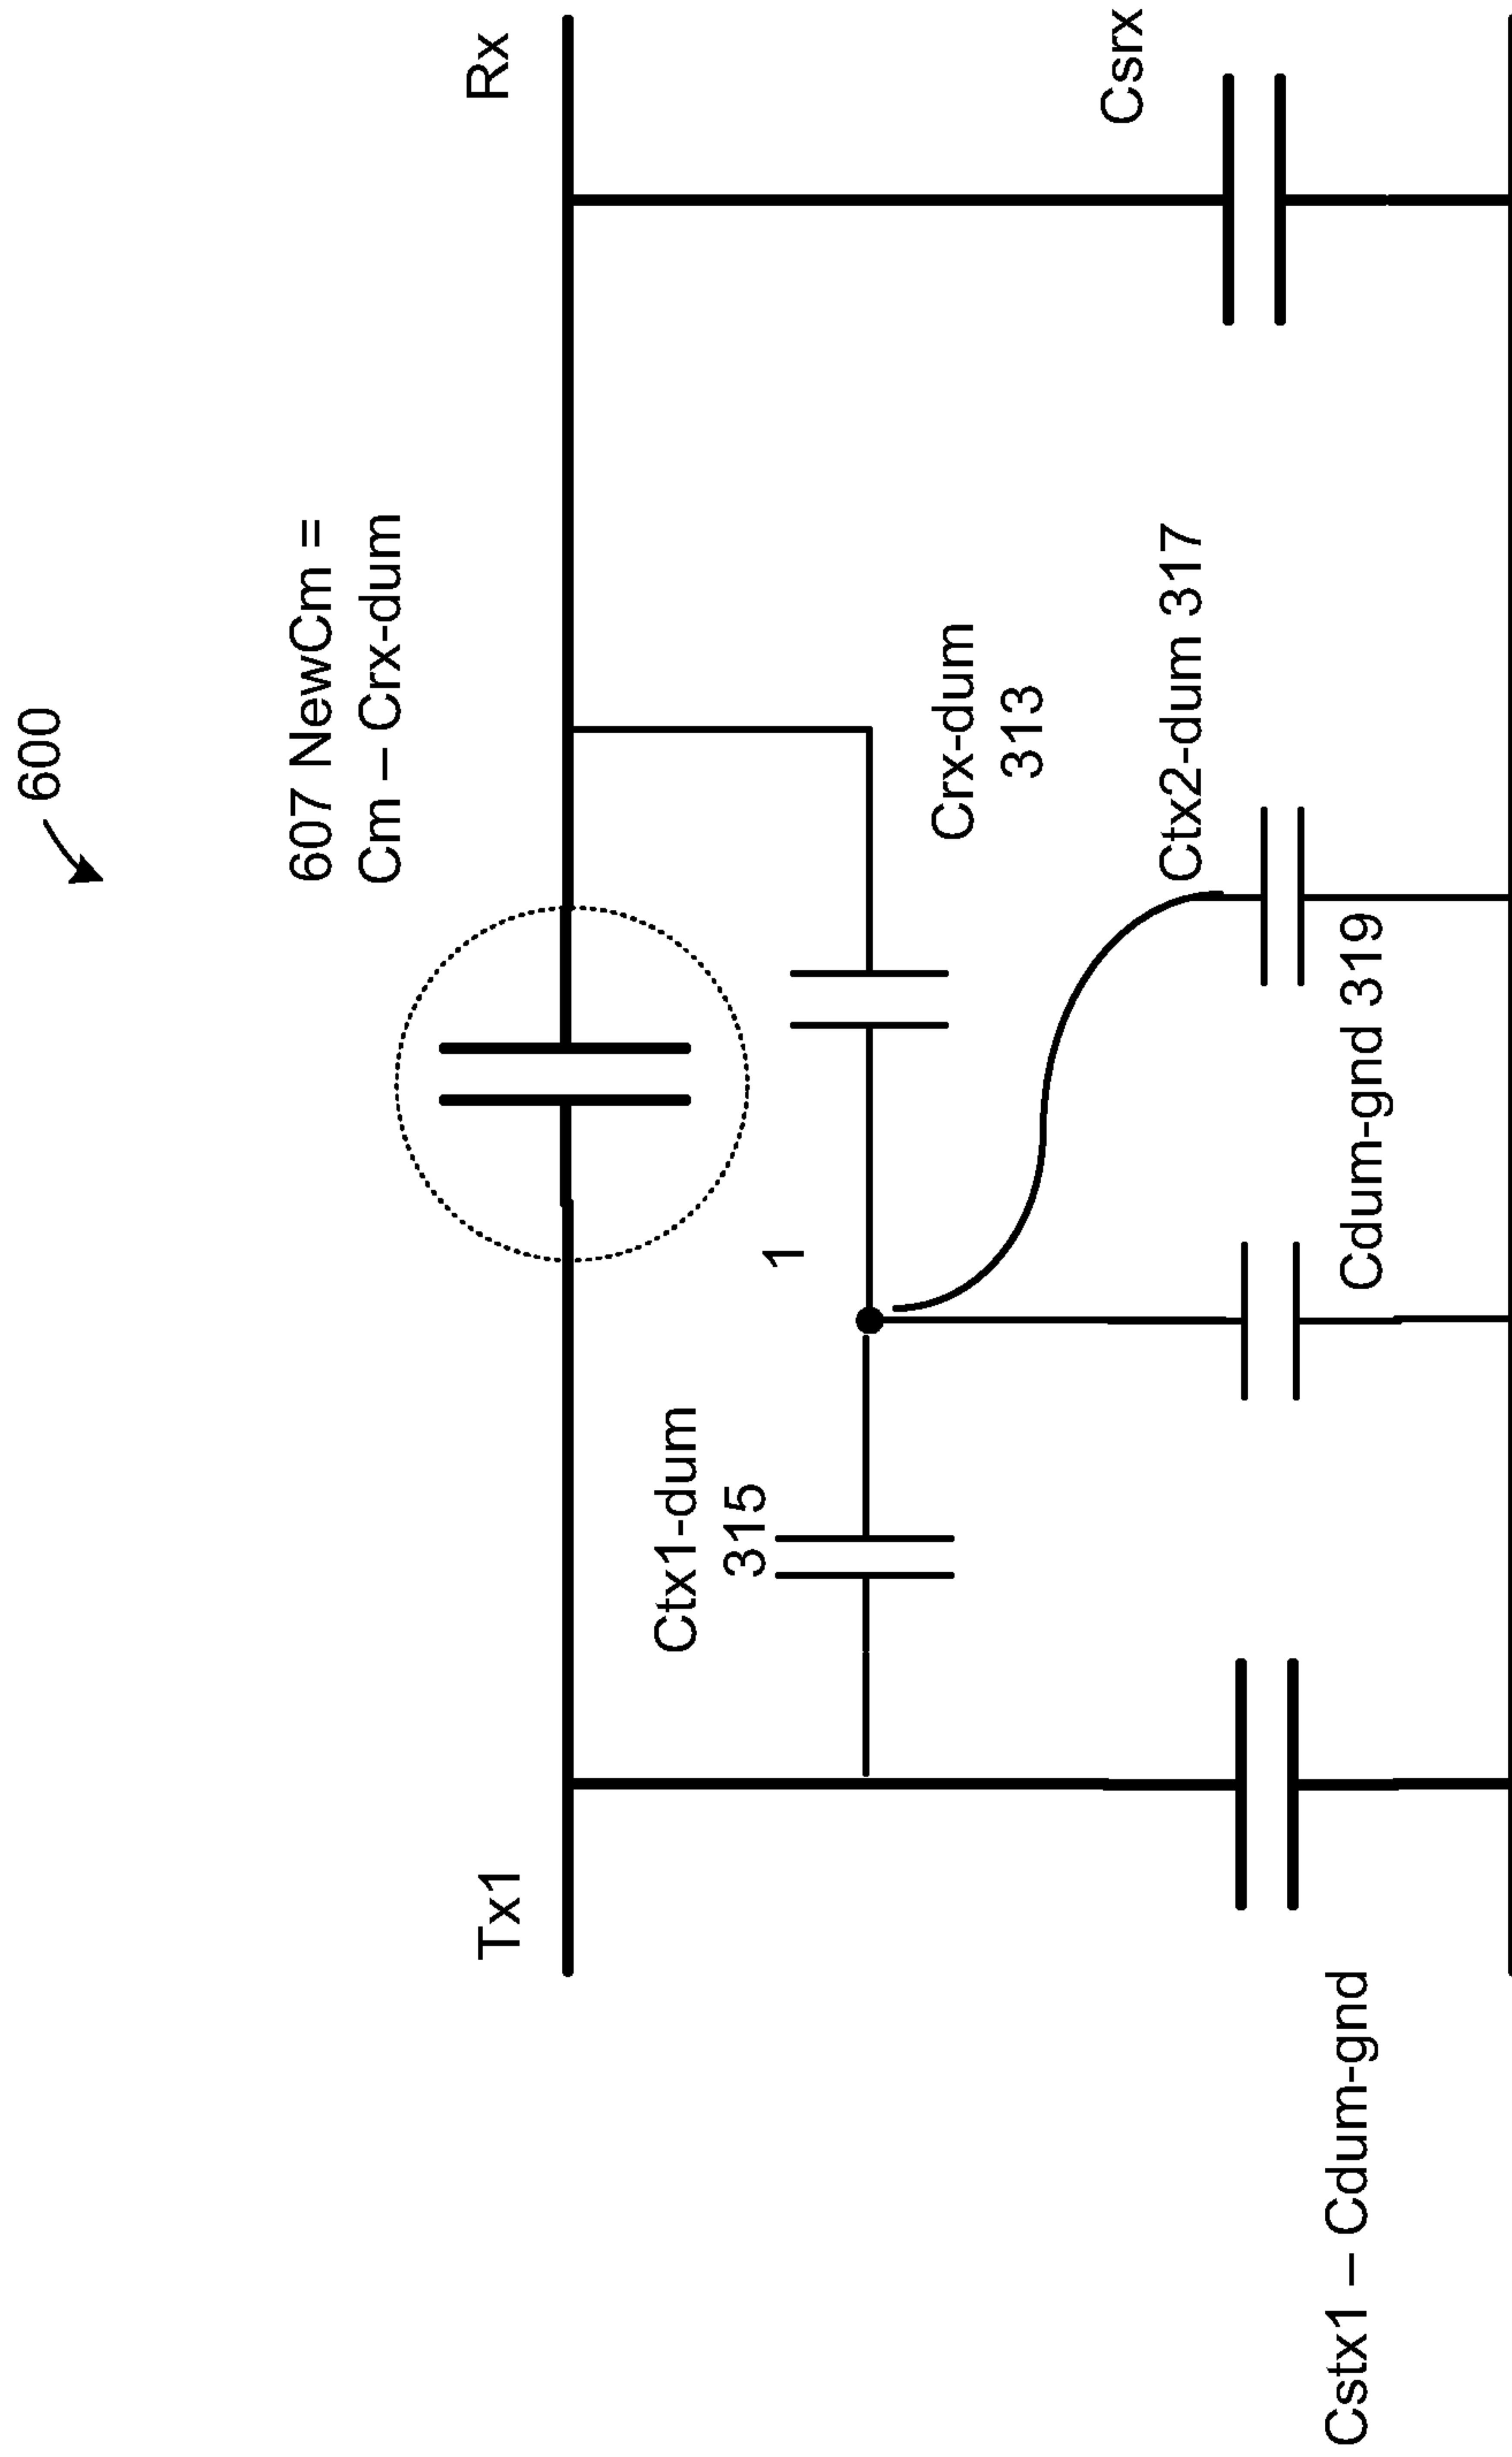 600
607 NewCm =
Cm – Crx-dum
Tx1
Rx
Ctx1-dum
315
1
Crx-dum
313
Ctx2-dum 317
Cdum-gnd 319
Csrx
Cstx1 – Cdum-gnd